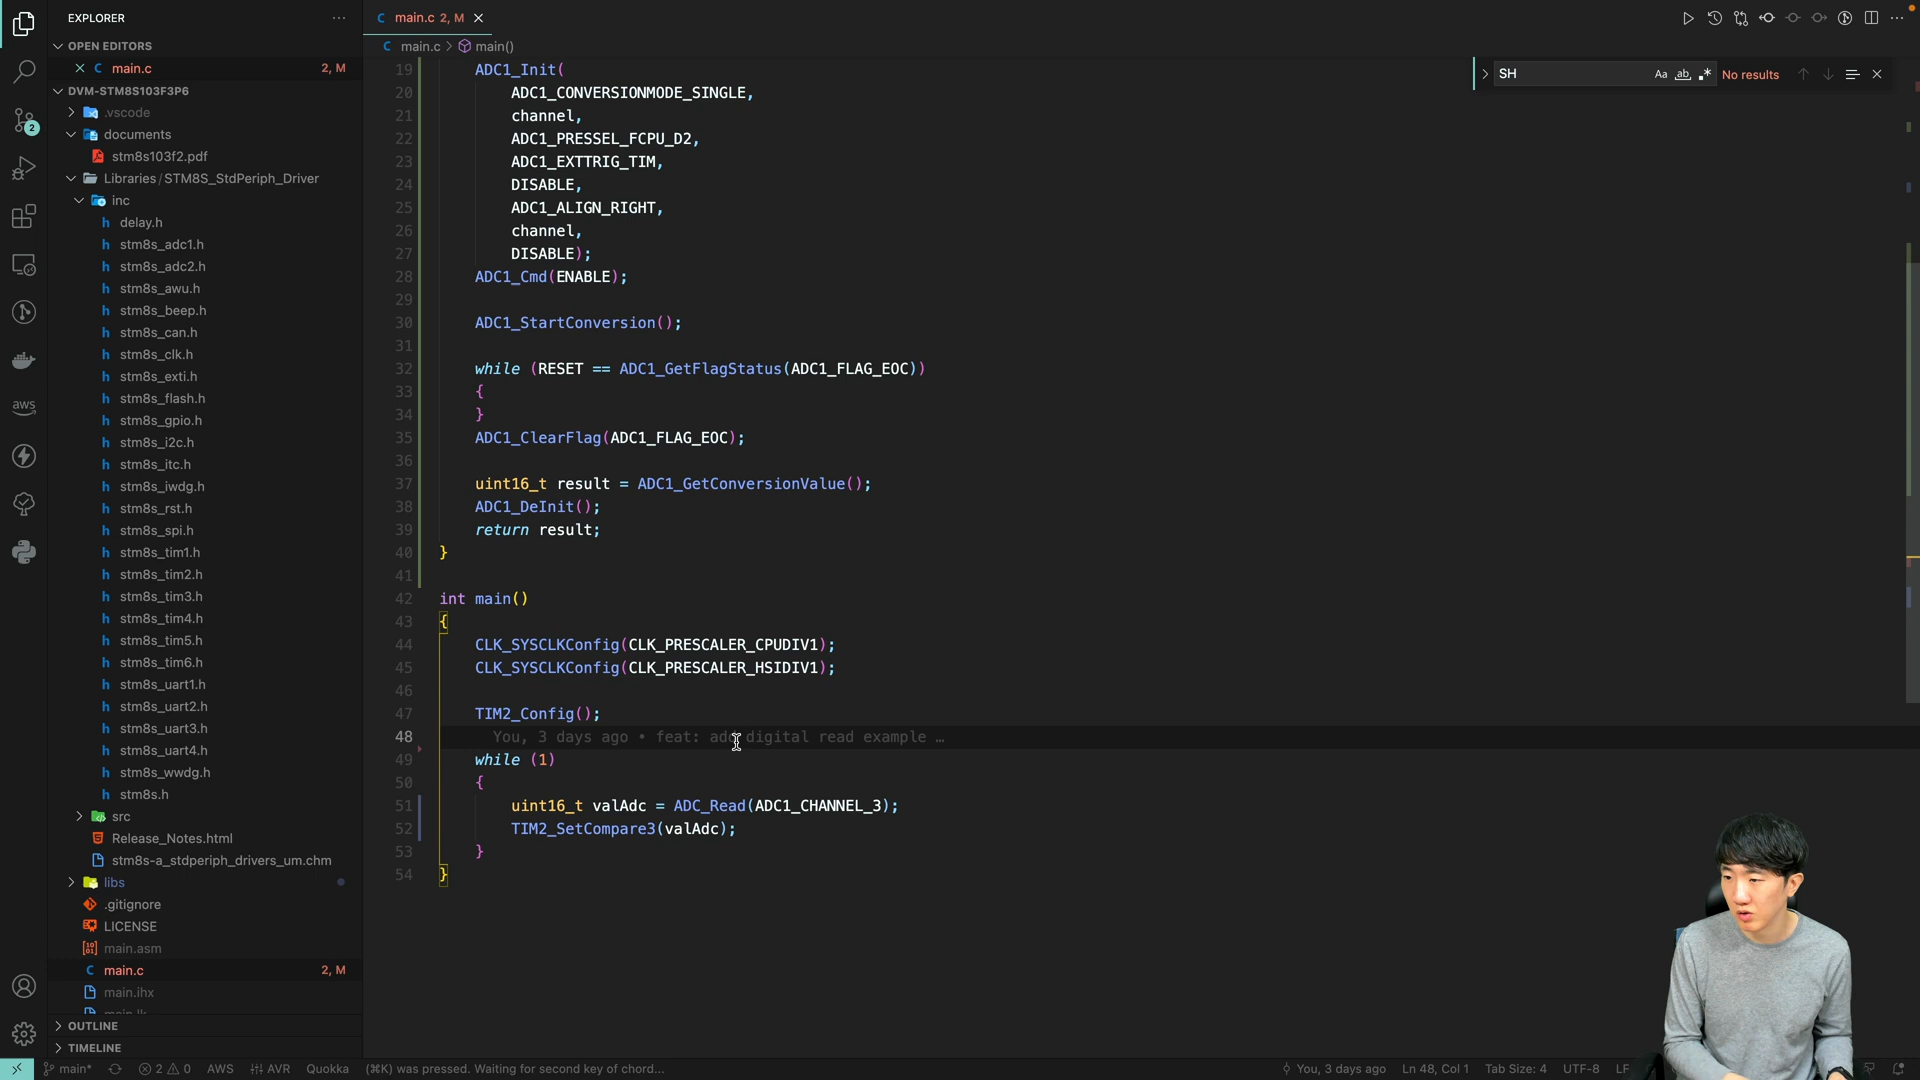 EXPLORER
OPEN EDITORS
main.c 2, M
DVM-STM8S103F3P6
.vscode
documents
stm8s103f2.pdf
Libraries / STM8S_StdPeriph_Driver
inc
delay.h
stm8s_adc1.h
stm8s_adc2.h
stm8s_awu.h
stm8s_beep.h
stm8s_can.h
stm8s_clk.h
stm8s_exti.h
stm8s_flash.h
stm8s_gpio.h
stm8s_i2c.h
stm8s_itc.h
stm8s_iwdg.h
stm8s_rst.h
stm8s_spi.h
stm8s_tim1.h
stm8s_tim2.h
stm8s_tim3.h
stm8s_tim4.h
stm8s_tim5.h
stm8s_tim6.h
stm8s_uart1.h
stm8s_uart2.h
stm8s_uart3.h
stm8s_uart4.h
stm8s_wwdg.h
stm8s.h
src
Release_Notes.html
stm8s-a_stdperiph_drivers_um.chm
libs
.gitignore
LICENSE
main.asm
main.c 2, M
main.ihx
OUTLINE
TIMELINE
aws
2
C main.c 2, M
C main.c > main()
SH Aa ab .* No results
19 ADC1_Init(
20 ADC1_CONVERSIONMODE_SINGLE,
21 channel,
22 ADC1_PRESSEL_FCPU_D2,
23 ADC1_EXTTRIG_TIM,
24 DISABLE,
25 ADC1_ALIGN_RIGHT,
26 channel,
27 DISABLE);
28 ADC1_Cmd(ENABLE);
29
30 ADC1_StartConversion();
31
32 while (RESET == ADC1_GetFlagStatus(ADC1_FLAG_EOC))
33 {
34 }
35 ADC1_ClearFlag(ADC1_FLAG_EOC);
36
37 uint16_t result = ADC1_GetConversionValue();
38 ADC1_DeInit();
39 return result;
40 }
41
42 int main()
43 {
44 CLK_SYSCLKConfig(CLK_PRESCALER_CPUDIV1);
45 CLK_SYSCLKConfig(CLK_PRESCALER_HSIDIV1);
46
47 TIM2_Config();
48 You, 3 days ago • feat: add digital read example …
49 while (1)
50 {
51 uint16_t valAdc = ADC_Read(ADC1_CHANNEL_3);
52 TIM2_SetCompare3(valAdc);
53 }
54 }
main* 2 0 AWS AVR Quokka (⌘K) was pressed. Waiting for second key of chord... You, 3 days ago Ln 48, Col 1 Tab Size: 4 UTF-8 LF